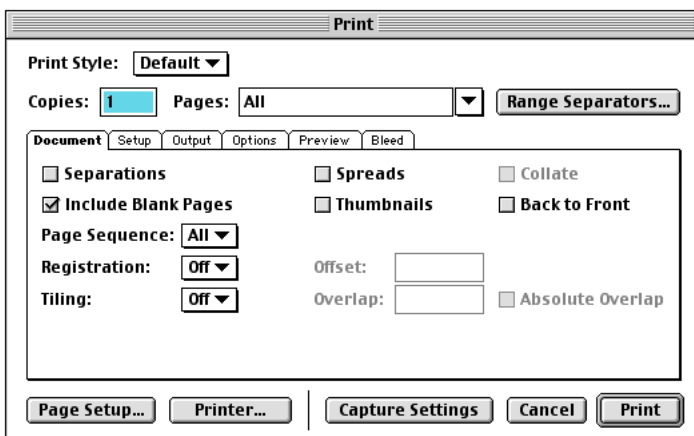 Print
Print Style: Default
Copies: 1 Pages: All Range Separators...
Document Setup Output Options Preview Bleed
Separations Spreads Collate
Include Blank Pages Thumbnails Back to Front
Page Sequence: All
Registration: Off Offset:
Tiling: Off Overlap: Absolute Overlap
Page Setup... Printer... Capture Settings Cancel Print